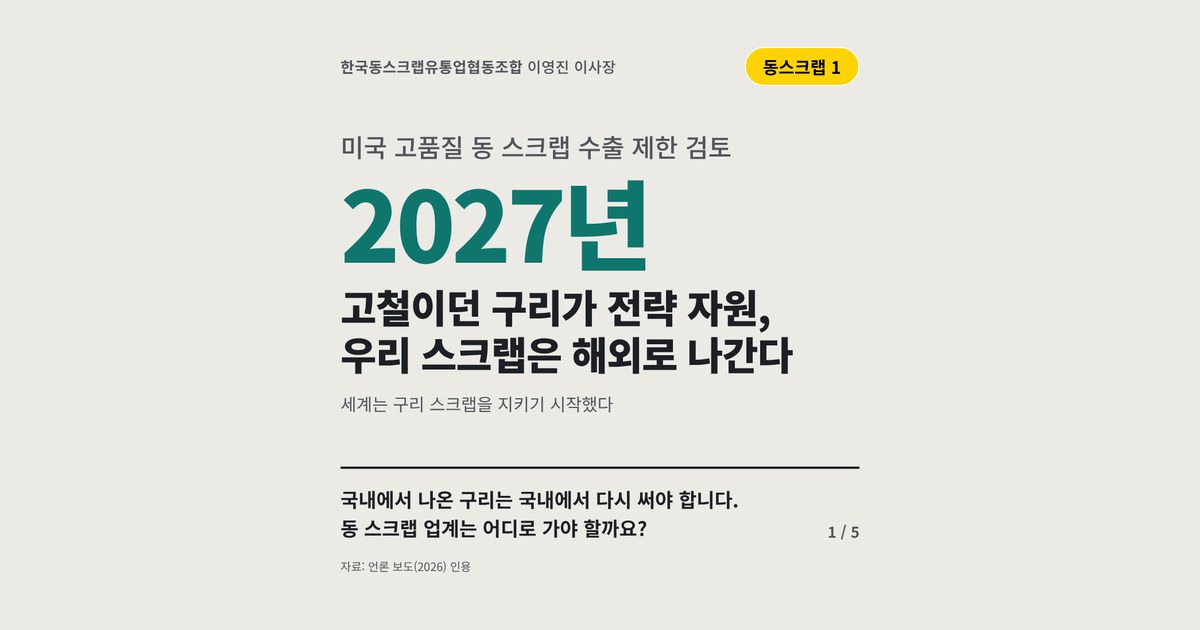 한국동스크랩유통업협동조합 이영진 이사장
동스크랩 1
미국 고품질 동 스크랩 수출 제한 검토
2027년
고철이던 구리가 전략 자원,
우리 스크랩은 해외로 나간다
세계는 구리 스크랩을 지키기 시작했다
국내에서 나온 구리는 국내에서 다시 써야 합니다.
동 스크랩 업계는 어디로 가야 할까요?
1 / 5
자료: 언론 보도(2026) 인용